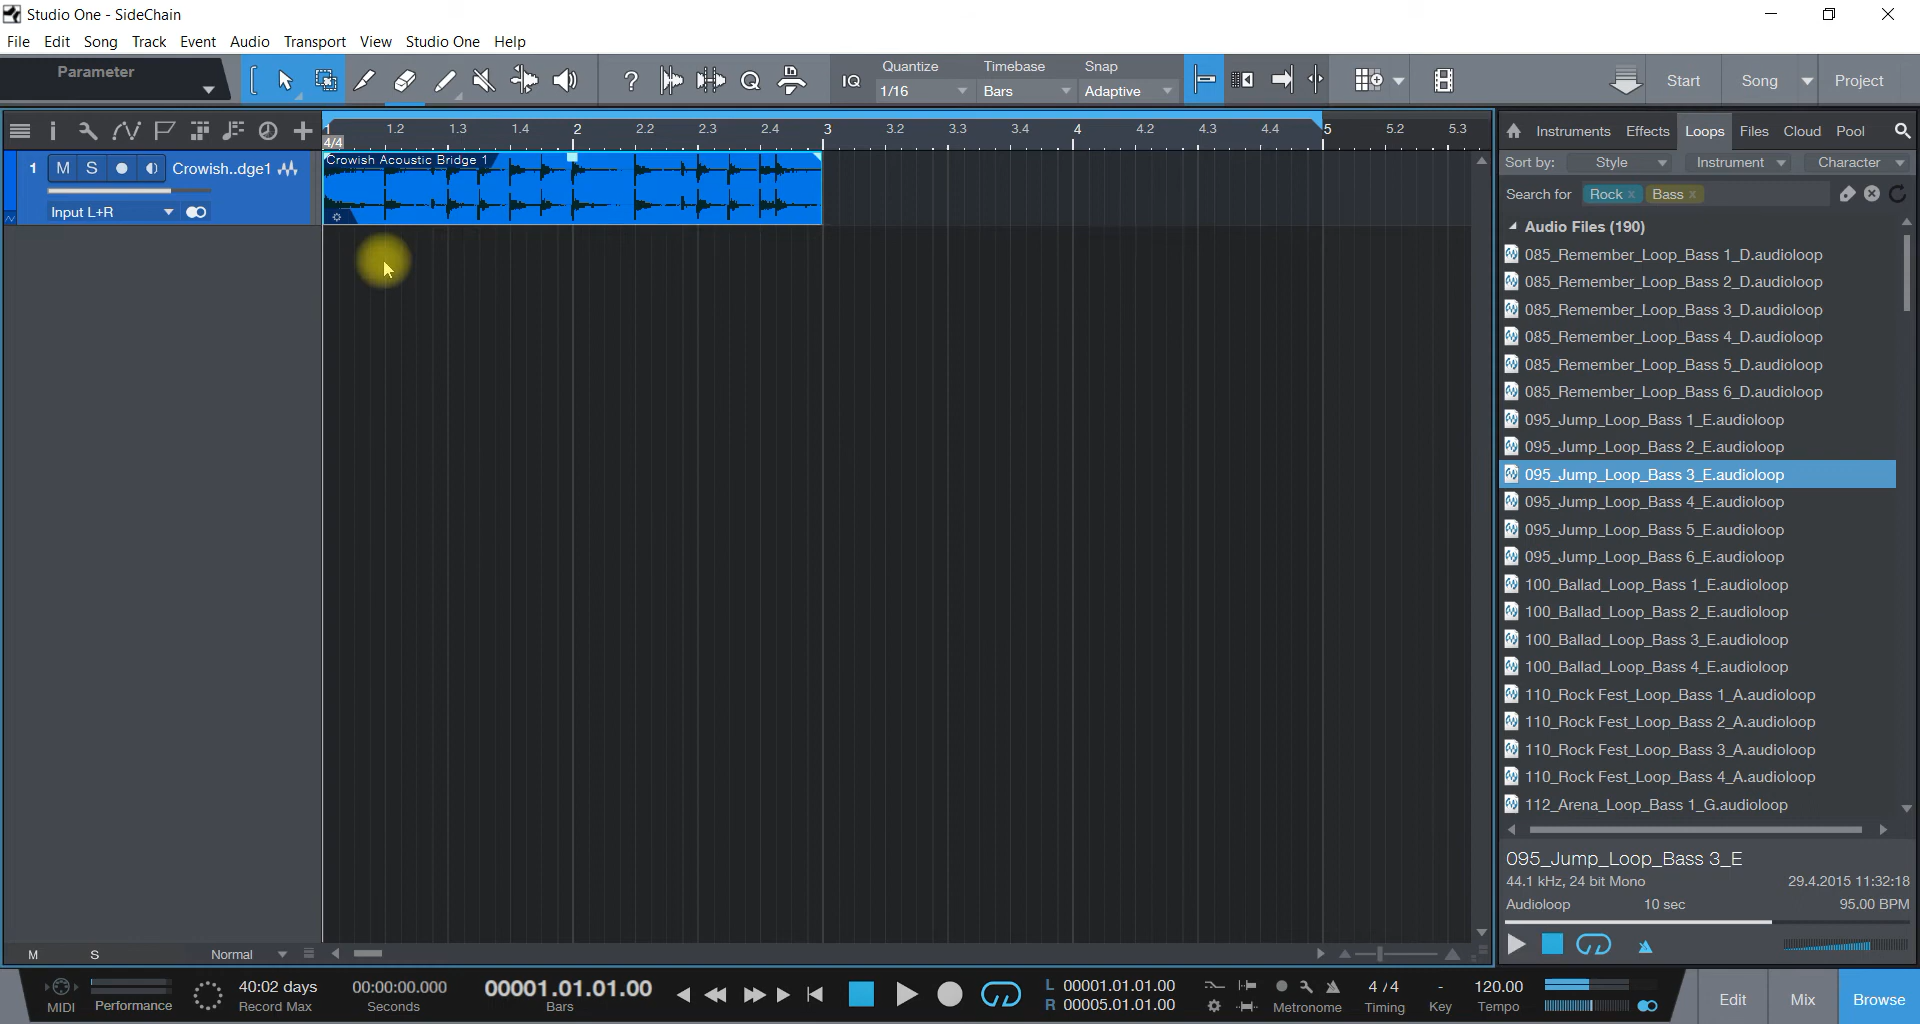 Studio One - SideChain
File Edit Song Track Event Audio Transport View Studio One Help
Parameter
Quantize Timebase Snap
1/16 Bars Adaptive
IQ
Start Song Project
1 1.2 1.3 1.4 2 2.2 2.3 2.4 3 3.2 3.3 3.4 4 4.2 4.3 4.4 5 5.2 5.3
4/4
Home Instruments Effects Loops Files Cloud Pool
Sort by: Style Instrument Character
Search for Rock x Bass x
1 M S Crowish..dge1
Input L+R
Crowish Acoustic Bridge 1
Audio Files (190)
085_Remember_Loop_Bass 1_D.audioloop
085_Remember_Loop_Bass 2_D.audioloop
085_Remember_Loop_Bass 3_D.audioloop
085_Remember_Loop_Bass 4_D.audioloop
085_Remember_Loop_Bass 5_D.audioloop
085_Remember_Loop_Bass 6_D.audioloop
095_Jump_Loop_Bass 1_E.audioloop
095_Jump_Loop_Bass 2_E.audioloop
095_Jump_Loop_Bass 3_E.audioloop
095_Jump_Loop_Bass 4_E.audioloop
095_Jump_Loop_Bass 5_E.audioloop
095_Jump_Loop_Bass 6_E.audioloop
100_Ballad_Loop_Bass 1_E.audioloop
100_Ballad_Loop_Bass 2_E.audioloop
100_Ballad_Loop_Bass 3_E.audioloop
100_Ballad_Loop_Bass 4_E.audioloop
110_Rock Fest_Loop_Bass 1_A.audioloop
110_Rock Fest_Loop_Bass 2_A.audioloop
110_Rock Fest_Loop_Bass 3_A.audioloop
110_Rock Fest_Loop_Bass 4_A.audioloop
112_Arena_Loop_Bass 1_G.audioloop
095_Jump_Loop_Bass 3_E
44.1 kHz, 24 bit Mono 29.4.2015 11:32:18
Audioloop 10 sec 95.00 BPM
M S Normal
MIDI Performance
40:02 days
Record Max
00:00:00.000
Seconds
00001.01.01.00
Bars
L 00001.01.01.00
R 00005.01.01.00
Metronome
4 / 4
Timing
-
Key
120.00
Tempo
Edit Mix Browse